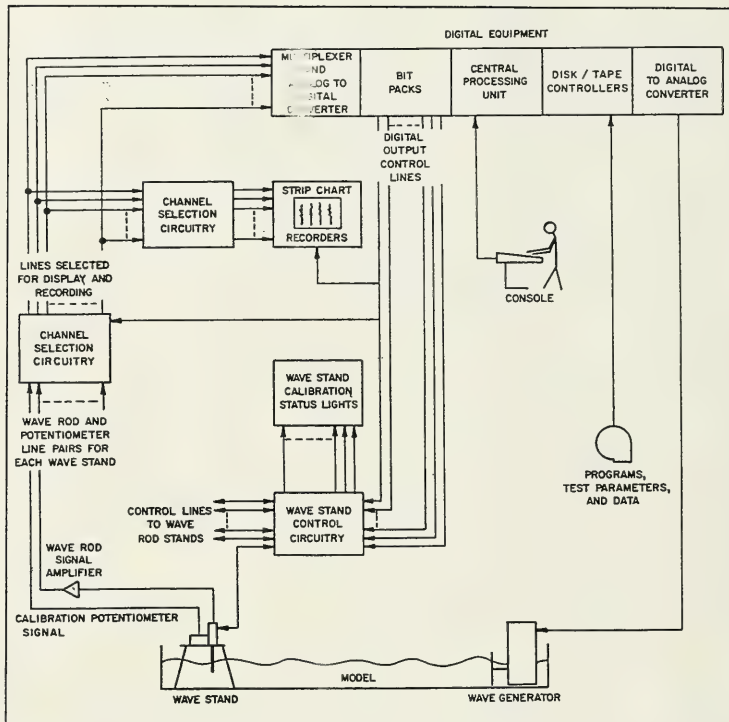 DIGITAL EQUIPMENT
MULTIPLEXER
AND
ANALOG TO
DIGITAL
CONVERTER
BIT
PACKS
CENTRAL
PROCESSING
UNIT
DISK / TAPE
CONTROLLERS
DIGITAL
TO ANALOG
CONVERTER
DIGITAL
OUTPUT
CONTROL
LINES
CHANNEL
SELECTION
CIRCUITRY
STRIP CHART
RECORDERS
LINES SELECTED
FOR DISPLAY AND
RECORDING
CONSOLE
CHANNEL
SELECTION
CIRCUITRY
WAVE STAND
CALIBRATION
STATUS LIGHTS
WAVE ROD AND
POTENTIOMETER
LINE PAIRS FOR
EACH WAVE STAND
PROGRAMS,
TEST PARAMETERS,
AND DATA
CONTROL LINES
TO WAVE
ROD STANDS
WAVE STAND
CONTROL
CIRCUITRY
WAVE ROD
SIGNAL
AMPLIFIER
CALIBRATION POTENTIOMETER
SIGNAL
MODEL
WAVE STAND
WAVE GENERATOR